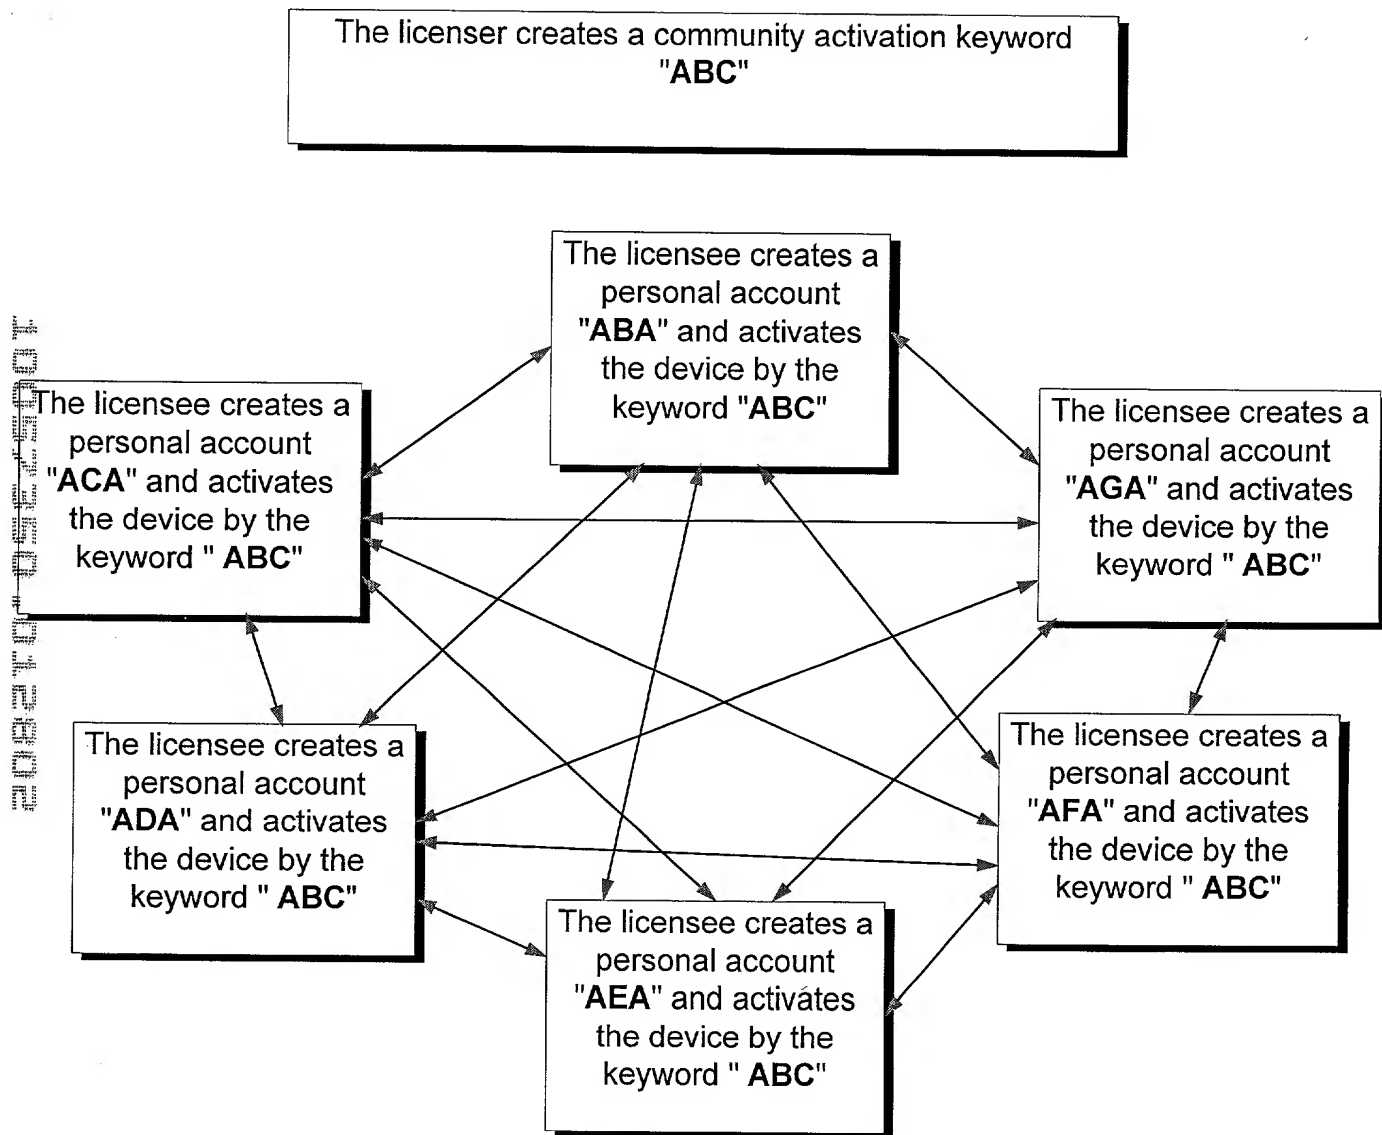 The licenser creates a community activation keyword
"ABC"
The licensee creates a
personal account
"ABA" and activates
the device by the
keyword "ABC"
The licensee creates a
personal account
"ACA" and activates
the device by the
keyword " ABC"
The licensee creates a
personal account
"AGA" and activates
the device by the
keyword " ABC"
The licensee creates a
personal account
"ADA" and activates
the device by the
keyword " ABC"
The licensee creates a
personal account
"AFA" and activates
the device by the
keyword " ABC"
The licensee creates a
personal account
"AEA" and activates
the device by the
keyword " ABC"